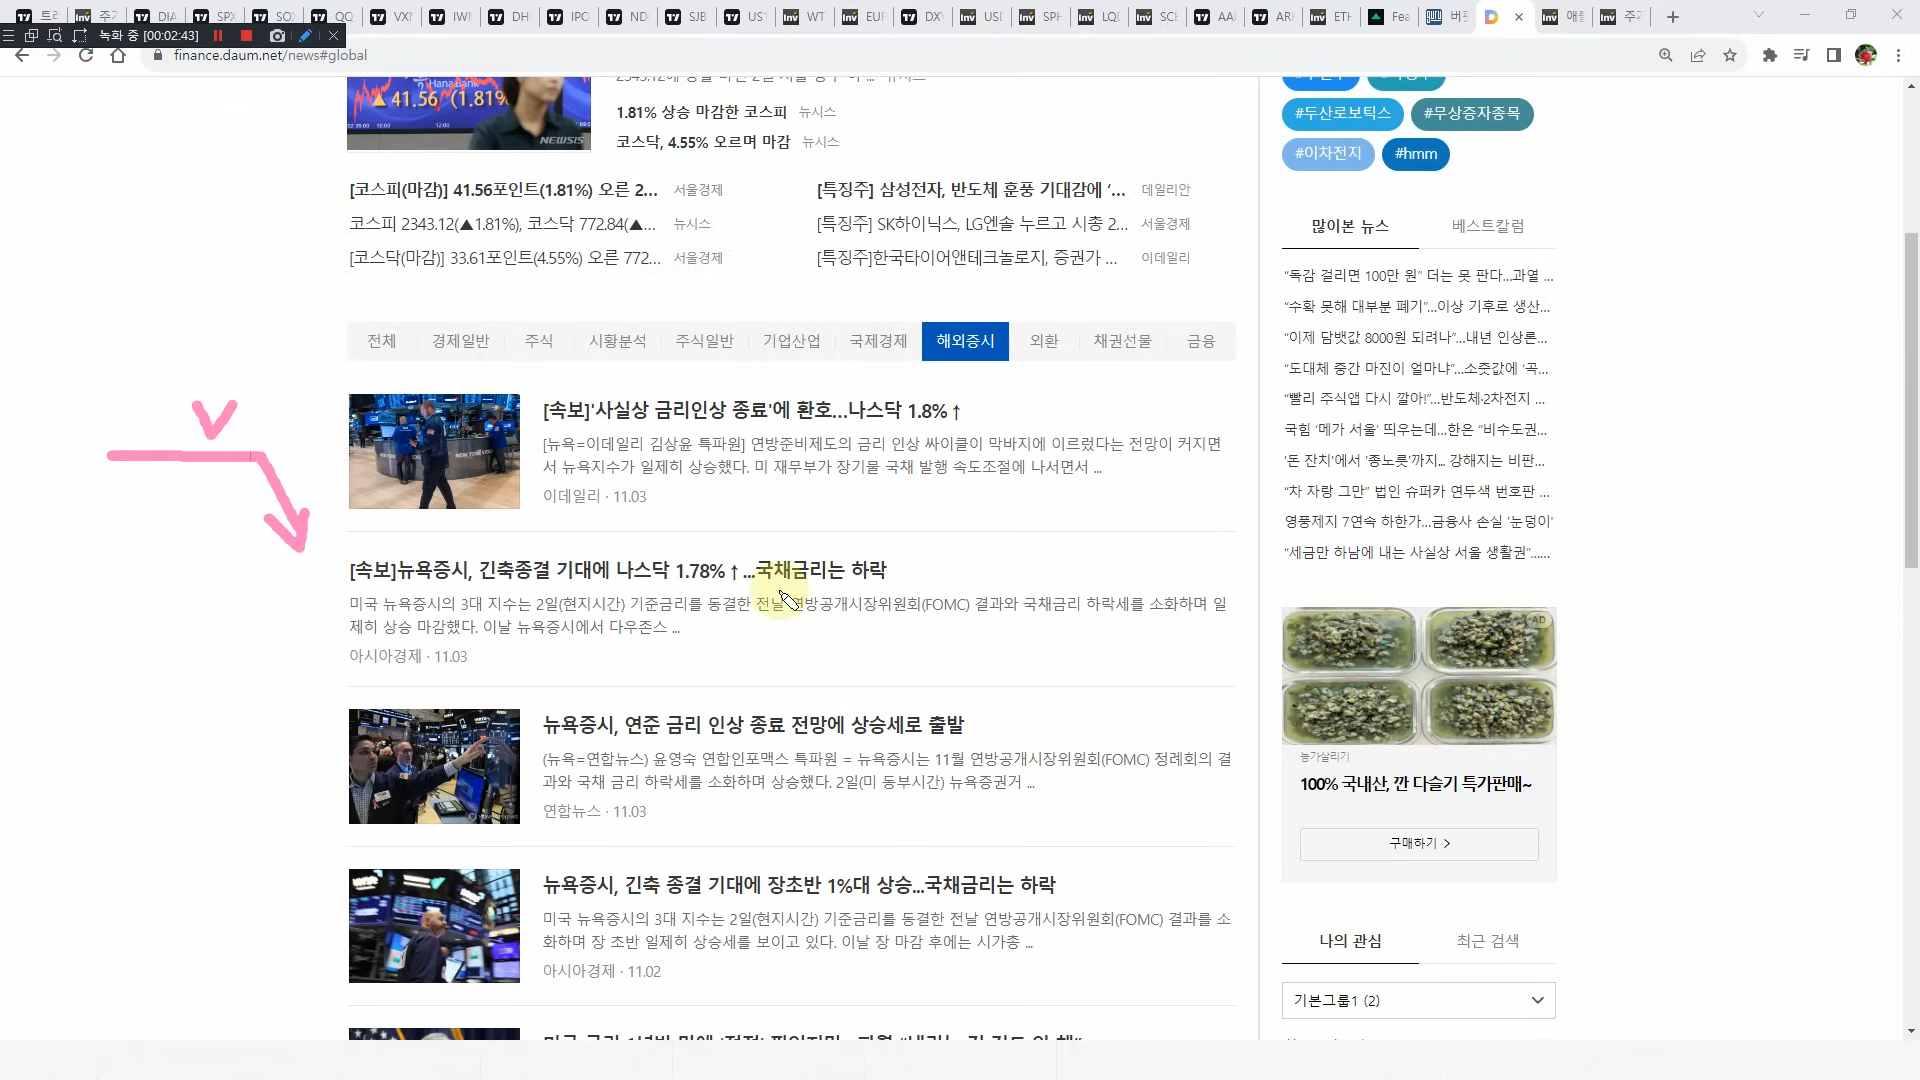 트리
주가
DIA
SPX
SO
QQ
VXN
IWN
DH
IPO
ND
SJB
US1
WT
EUR
DXY
USD
SPH
LQD
SCH
AAI
ARI
ETH
Fea
버핏
애플
주가
녹화 중 [00:02:43]
finance.daum.net/news#global
HanaBank
▲41.56 (1.81%
NEWSIS
1.81% 상승 마감한 코스피 뉴시스
코스닥, 4.55% 오르며 마감 뉴시스
[코스피(마감)] 41.56포인트(1.81%) 오른 2... 서울경제
코스피 2343.12(▲1.81%), 코스닥 772.84(▲... 뉴시스
[코스닥(마감)] 33.61포인트(4.55%) 오른 772... 서울경제
[특징주] 삼성전자, 반도체 훈풍 기대감에 ‘... 데일리안
[특징주] SK하이닉스, LG엔솔 누르고 시총 2... 서울경제
[특징주]한국타이어앤테크놀로지, 증권가 ... 이데일리
전체 경제일반 주식 시황분석 주식일반 기업산업 국제경제 해외증시 외환 채권선물 금융
[속보]'사실상 금리인상 종료'에 환호…나스닥 1.8%↑
[뉴욕=이데일리 김상윤 특파원] 연방준비제도의 금리 인상 싸이클이 막바지에 이르렀다는 전망이 커지면
서 뉴욕지수가 일제히 상승했다. 미 재무부가 장기물 국채 발행 속도조절에 나서면서 ...
이데일리 · 11.03
[속보]뉴욕증시, 긴축종결 기대에 나스닥 1.78%↑...국채금리는 하락
미국 뉴욕증시의 3대 지수는 2일(현지시간) 기준금리를 동결한 전날 연방공개시장위원회(FOMC) 결과와 국채금리 하락세를 소화하며 일
제히 상승 마감했다. 이날 뉴욕증시에서 다우존스 ...
아시아경제 · 11.03
뉴욕증시, 연준 금리 인상 종료 전망에 상승세로 출발
(뉴욕=연합뉴스) 윤영숙 연합인포맥스 특파원 = 뉴욕증시는 11월 연방공개시장위원회(FOMC) 정례회의 결
과와 국채 금리 하락세를 소화하며 상승했다. 2일(미 동부시간) 뉴욕증권거 ...
연합뉴스 · 11.03
뉴욕증시, 긴축 종결 기대에 장초반 1%대 상승...국채금리는 하락
미국 뉴욕증시의 3대 지수는 2일(현지시간) 기준금리를 동결한 전날 연방공개시장위원회(FOMC) 결과를 소
화하며 장 초반 일제히 상승세를 보이고 있다. 이날 장 마감 후에는 시가총 ...
아시아경제 · 11.02
#두산로보틱스 #무상증자종목
#이차전지 #hmm
많이본 뉴스 베스트칼럼
“독감 걸리면 100만 원” 더는 못 판다…과열 ...
“수확 못해 대부분 폐기”…이상 기후로 생산...
“이제 담뱃값 8000원 되려나”…내년 인상론...
“도대체 중간 마진이 얼마냐”…소줏값에 ‘곡...
“빨리 주식앱 다시 깔아!”…반도체·2차전지 ...
국힘 ‘메가 서울’ 띄우는데…한은 “비수도권...
'돈 잔치'에서 '종노릇'까지... 강해지는 비판...
“차 자랑 그만” 법인 슈퍼카 연두색 번호판 ...
영풍제지 7연속 하한가...금융사 손실 '눈덩이'
“세금만 하남에 내는 사실상 서울 생활권”......
AD
농가살리기
100% 국내산, 깐 다슬기 특가판매~
구매하기 >
나의 관심 최근 검색
기본그룹1 (2)